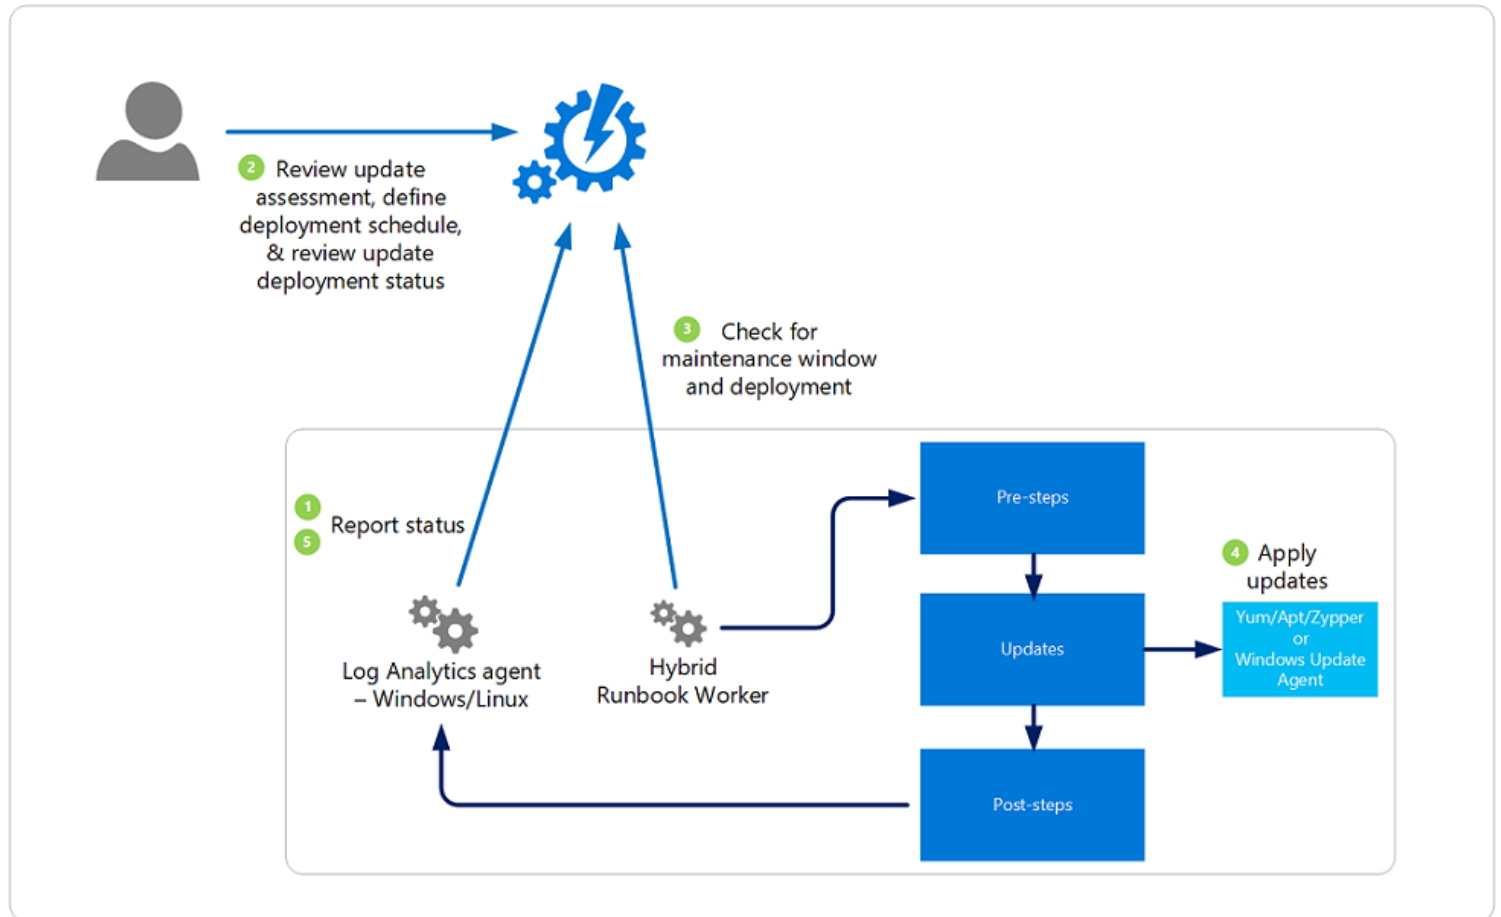 2 Review update
assessment, define
deployment schedule,
& review update
deployment status
3 Check for
maintenance window
and deployment
1
5
Report status
Log Analytics agent
– Windows/Linux
Hybrid
Runbook Worker
Pre-steps
Updates
Post-steps
4 Apply
updates
Yum/Apt/Zypper
or
Windows Update
Agent